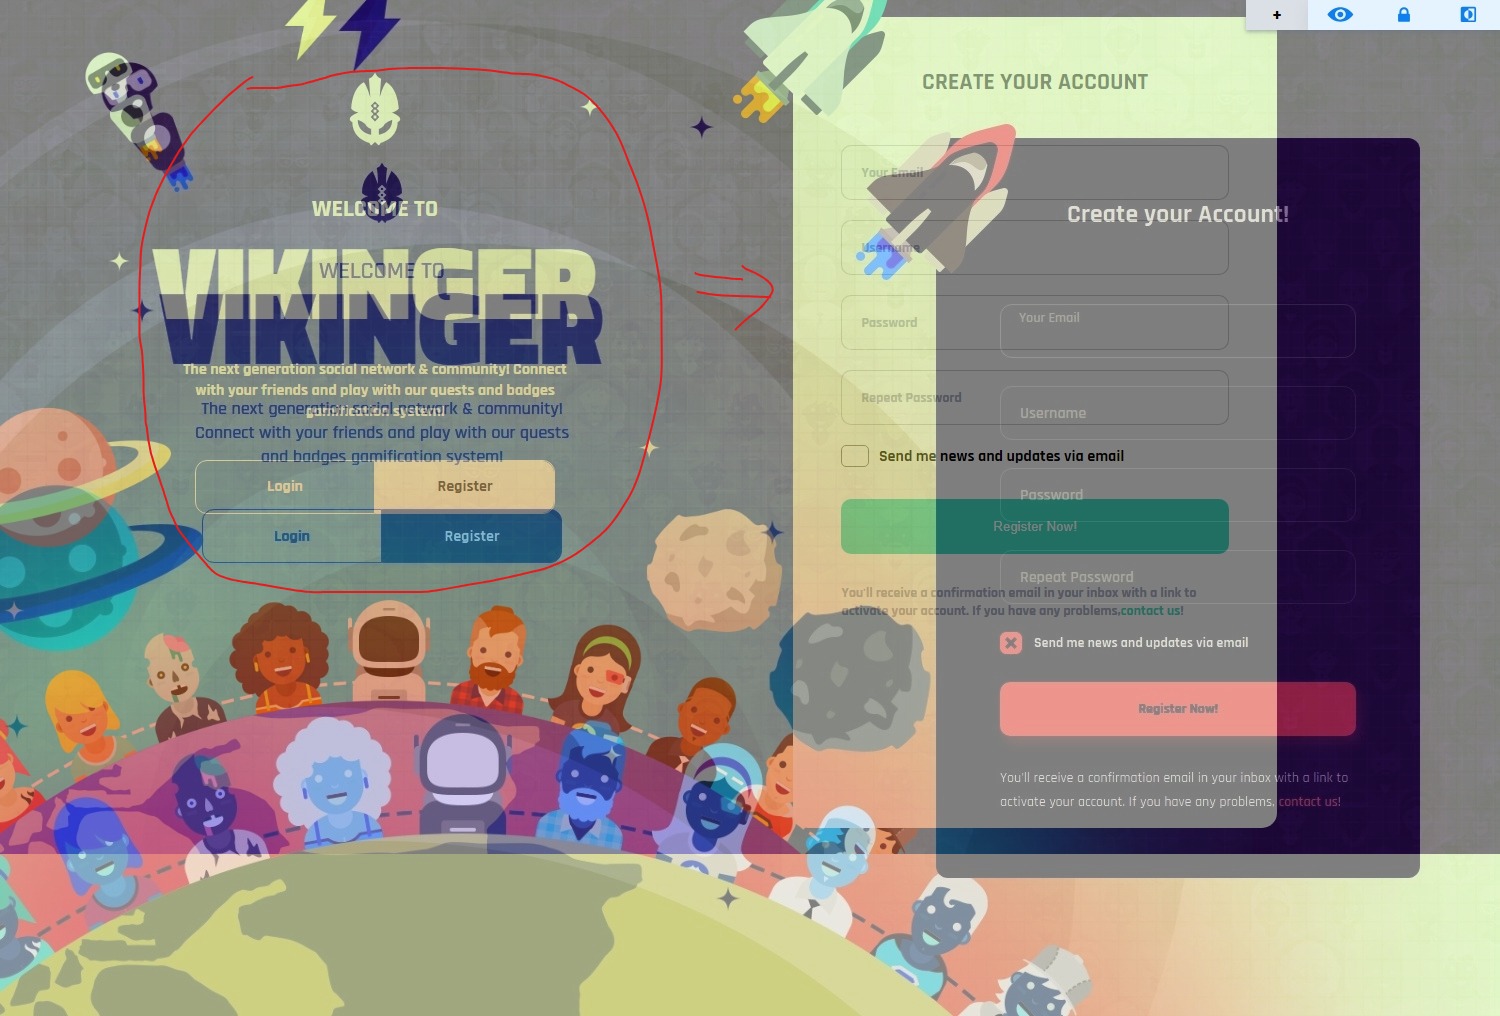 +
CREATE YOUR ACCOUNT
Your Email
WELCOME TO
Create your Account!
Username
VIKINGER
WELCOME TO
VIKINGER
Your Email
Password
The next generation social network & community! Connect
with your friends and play with our quests and badges
gamification system!
Repeat Password
The next generation social network & community!
Connect with your friends and play with our quests
and badges gamification system!
Username
Send me news and updates via email
Login
Register
Password
Register Now!
Login
Register
Repeat Password
You'll receive a confirmation email in your inbox with a link to
activate your account. If you have any problems,contact us!
Send me news and updates via email
Register Now!
You'll receive a confirmation email in your inbox with a link to
activate your account. If you have any problems, contact us!